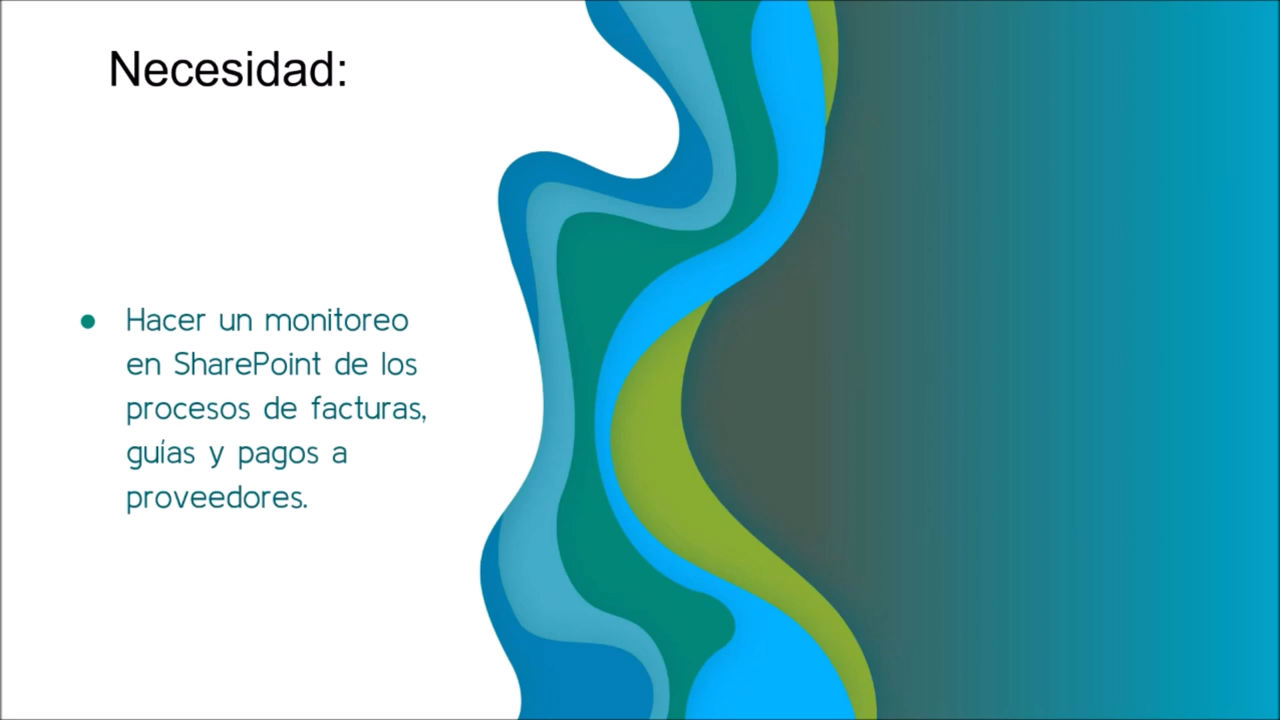 Necesidad:
● Hacer un monitoreo
en SharePoint de los
procesos de facturas,
guías y pagos a
proveedores.